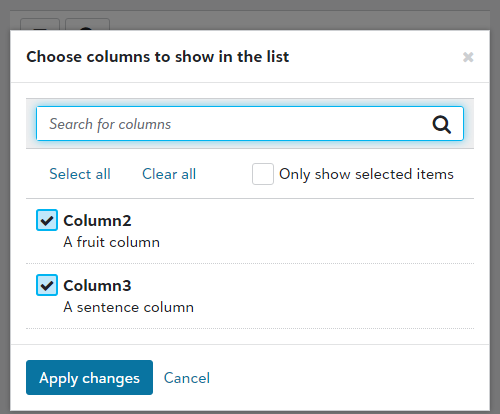 Choose columns to show in the list
Search for columns
Select all Clear all Only show selected items
Column2
A fruit column
Column3
A sentence column
Apply changes Cancel